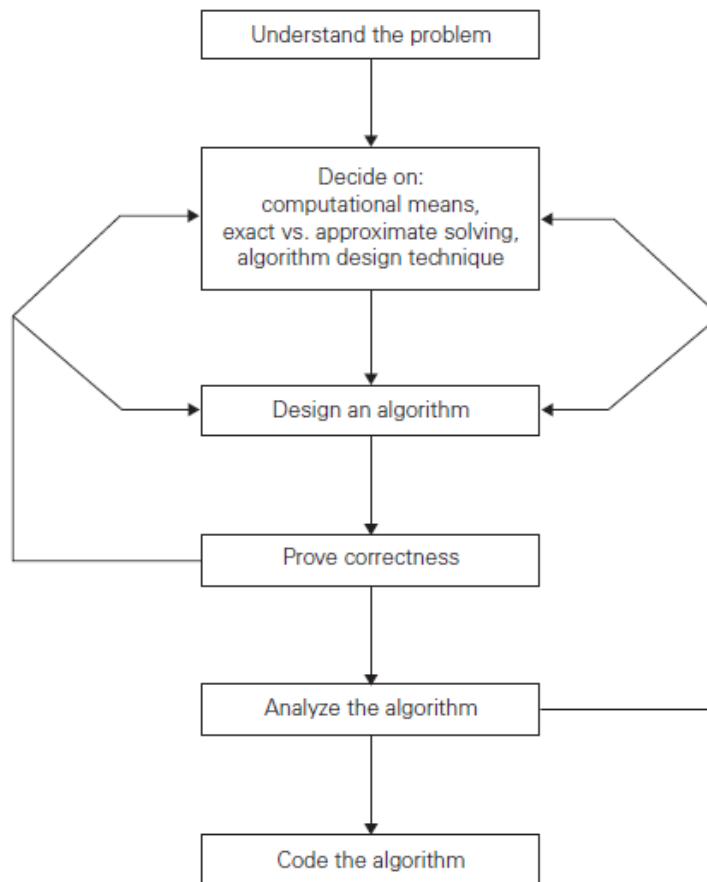 Understand the problem
Decide on:
computational means,
exact vs. approximate solving,
algorithm design technique
Design an algorithm
Prove correctness
Analyze the algorithm
Code the algorithm